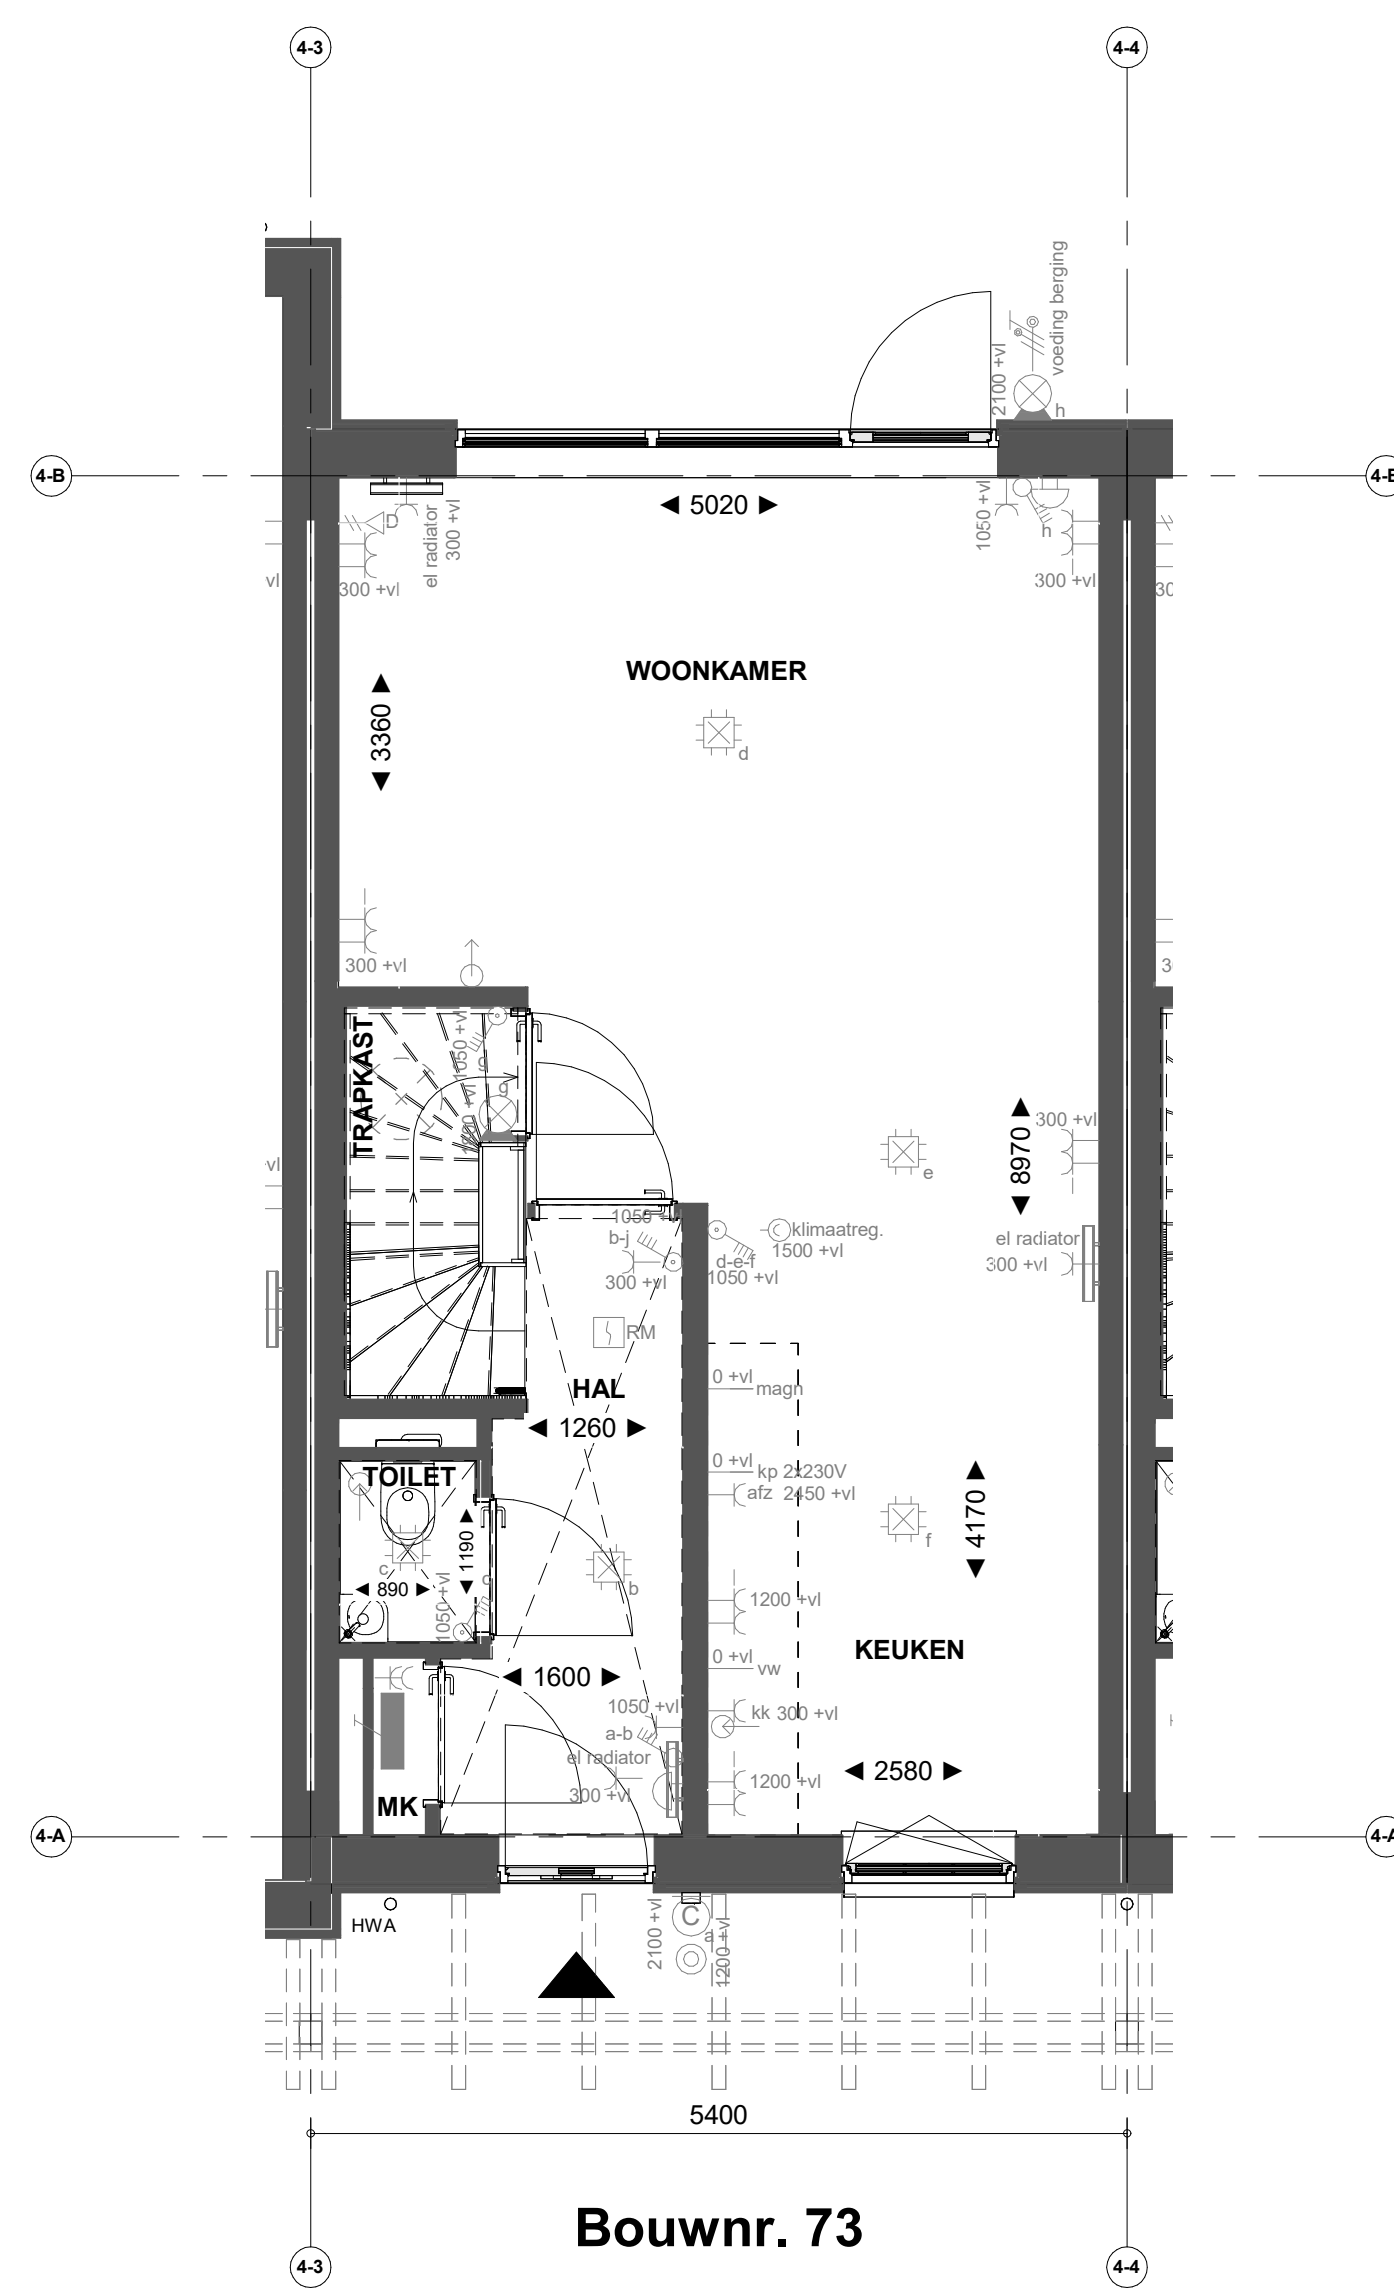 4-3
4-4
voeding berging
2100 +vl
h
4-B
4-B
◄ 5020 ►
D
300 +vl
el radiator
300 +vl
1050 +vl
h
300 +vl
vl
WOONKAMER
d
◄ 3360 ►
300 +vl
TRAPKAST
1050 +vl
g
g
e
◄ 8970 ►
300 +vl
1050 +vl
b-j
300 +vl
d-e-f
1050 +vl
klimaatreg.
1500 +vl
el radiator
300 +vl
RM
HAL
◄ 1260 ►
0 +vl
magn
0 +vl
kp 2x230V
afz 2450 +vl
TOILET
◄ 1190 ►
c
◄ 890 ►
1050 +vl
c
b
f
◄ 4170 ►
1200 +vl
KEUKEN
0 +vl
vw
◄ 1600 ►
1050 +vl
a-b
el radiator
300 +vl
kk 300 +vl
◄ 2580 ►
1200 +vl
MK
4-A
4-A
HWA
2100 +vl
C
a
1200 +vl
5400
Bouwnr. 73
4-3
4-4